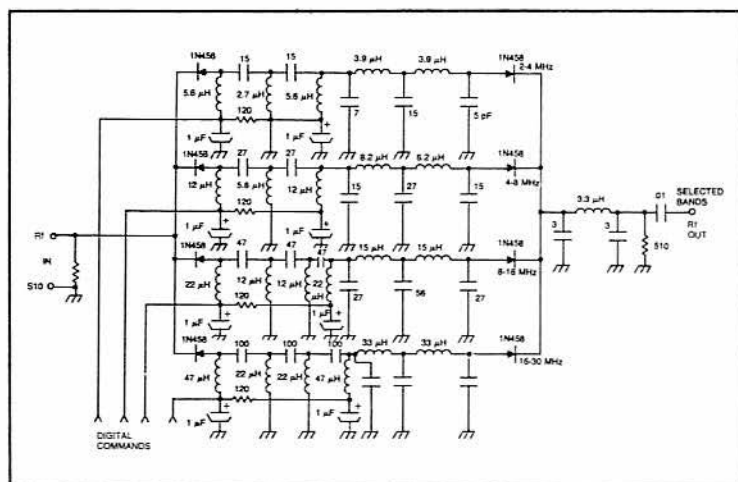 1N458 15 15 3.9 µH 3.9 µH 1N458
2-4 MHz
5.6 µH 2.7 µH 5.6 µH
120
1 µF + 1 µF 7 15 5 pF
1N458 27 27 8.2 µH 8.2 µH 1N458
12 µH 5.6 µH 12 µH 4-8 MHz
120 15 27 15
1 µF 1 µF
3.3 µH .01 SELECTED
BANDS
Rf
OUT
3 3 510
Rf
IN
510
1N458 47 47 47 15 µH 15 µH 1N458
8-16 MHz
22 µH 12 µH 12 µH 22 µH
120 27 56 27
1 µF 1 µF +
1N458 100 100 100 33 µH 33 µH 1N458
16-30 MHz
47 µH 22 µH 22 µH 47 µH
120
1 µF + 1 µF +
DIGITAL
COMMANDS